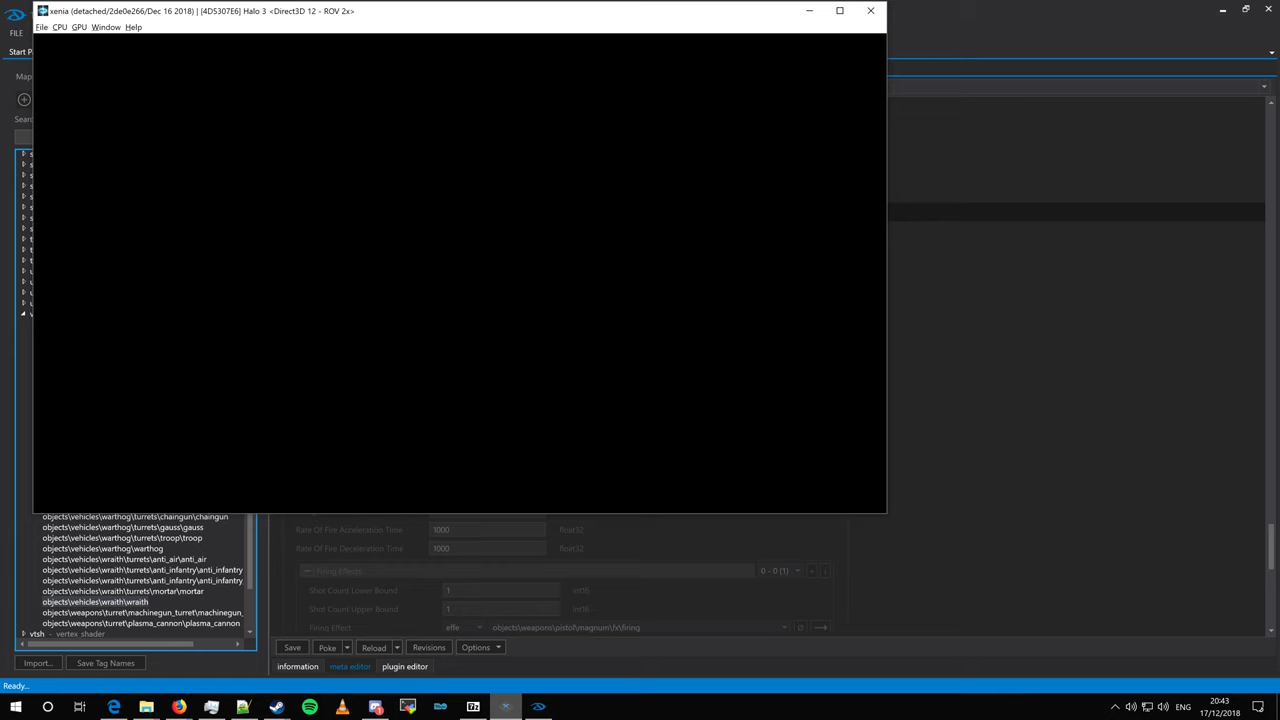 xenia (detached/2de0e266/Dec 16 2018) | [4D5307E6] Halo 3 <Direct3D 12 - ROV 2x>
File CPU GPU Window Help
FILE
Start P
Map
Sear
objects\vehicles\warthog\turrets\chaingun\chaingun
objects\vehicles\warthog\turrets\gauss\gauss
objects\vehicles\warthog\turrets\troop\troop
objects\vehicles\warthog\warthog
objects\vehicles\wraith\turrets\anti_air\anti_air
objects\vehicles\wraith\turrets\anti_infantry\anti_infantry
objects\vehicles\wraith\turrets\anti_infantry\anti_infantry
objects\vehicles\wraith\turrets\mortar\mortar
objects\vehicles\wraith\wraith
objects\weapons\turret\machinegun_turret\machinegun_
objects\weapons\turret\plasma_cannon\plasma_cannon
vtsh - vertex shader
Import... Save Tag Names
Rate Of Fire Acceleration Time 1000 float32
Rate Of Fire Deceleration Time 1000 float32
Firing Effects 0 - 0 (1)
Shot Count Lower Bound 1 int16
Shot Count Upper Bound 1 int16
Firing Effect effe objects\weapons\pistol\magnum\fx\firing
Save Poke Reload Revisions Options
information meta editor plugin editor
Ready...
ENG
20:43
17/12/2018